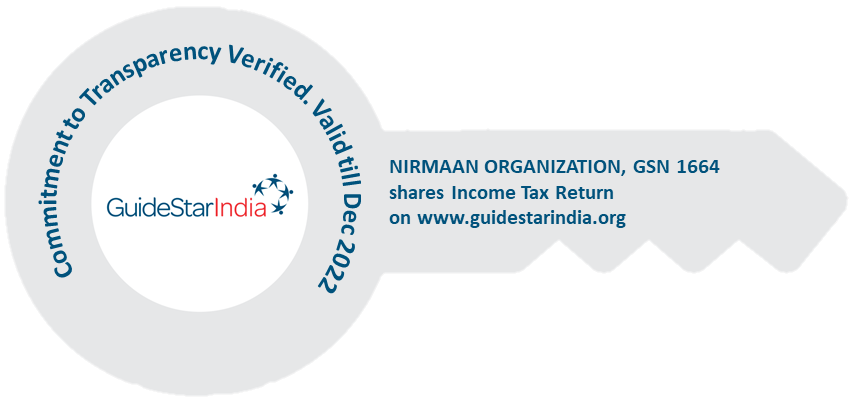 Commitment to Transparency Verified. Valid till Dec 2022
GuideStarIndia
NIRMAAN ORGANIZATION, GSN 1664
shares Income Tax Return
on www.guidestarindia.org